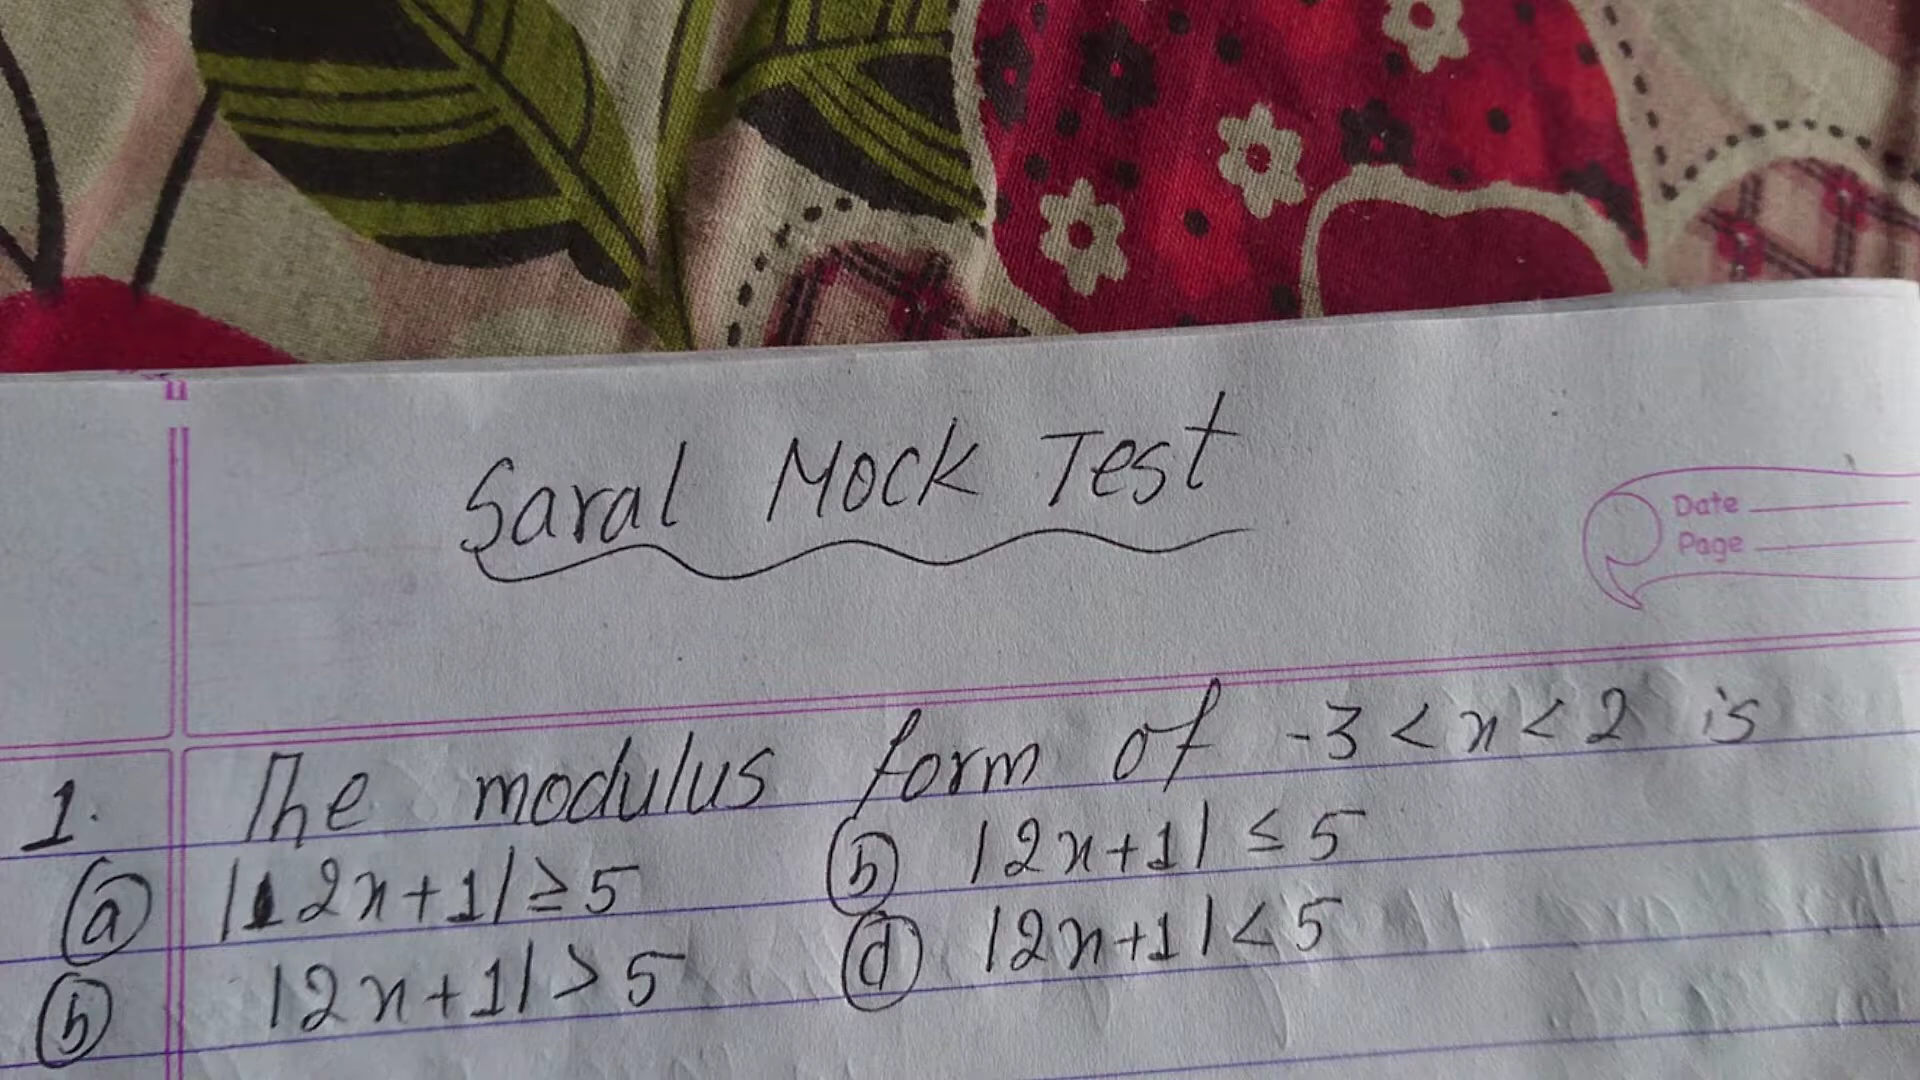 Saral Mock Test
Date
Page
1. The modulus form of -3 < x < 2 is
(a) |2x+1| ≥ 5 (b) |2x+1| ≤ 5
(b) |2x+1| > 5 (d) |2x+1| < 5